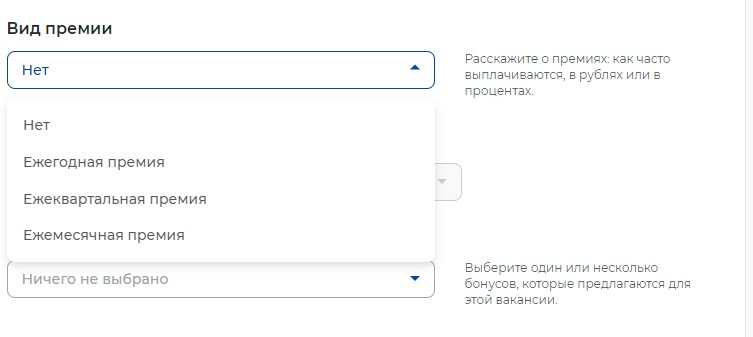 Вид премии
Нет
Расскажите о премиях: как часто
выплачиваются, в рублях или в
процентах.
Нет
Ежегодная премия
Ежеквартальная премия
Ежемесячная премия
Ничего не выбрано
Выберите один или несколько
бонусов, которые предлагаются для
этой вакансии.